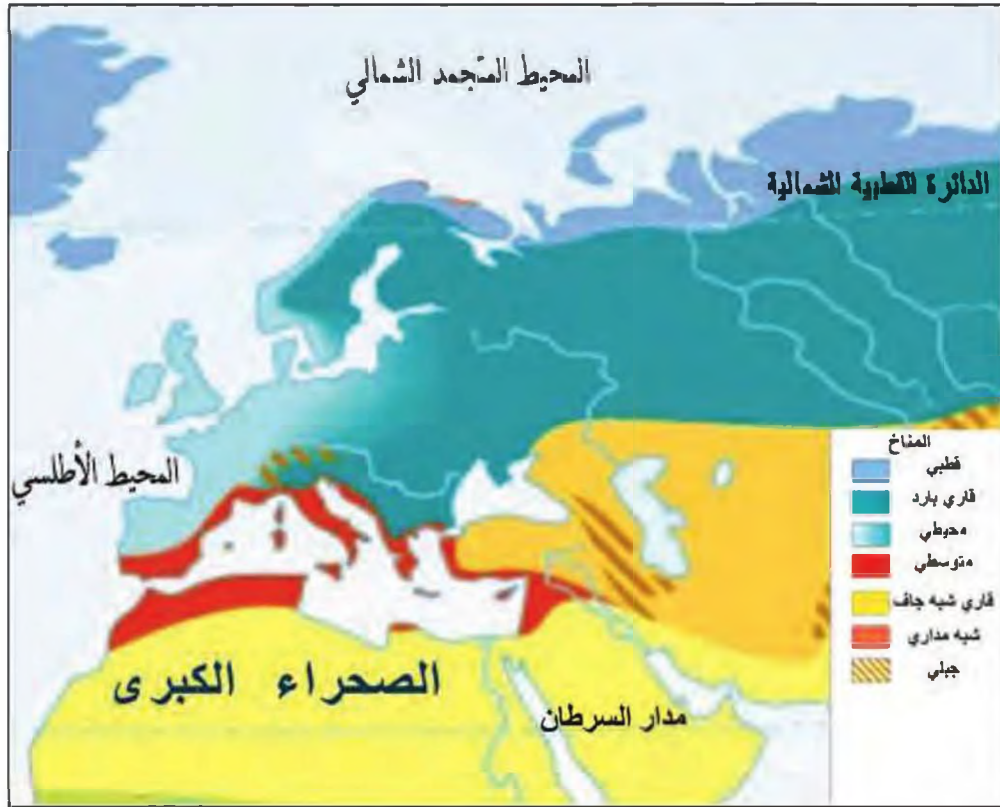 المحيط المتجمد الشمالي
الدائرة القطبية الشمالية
المحيط الأطلسي
الصحراء الكبرى
مدار السرطان
المناخ
قطبي
قاري بارد
محيطي
متوسطي
قاري شبه جاف
شبه مداري
جبلي